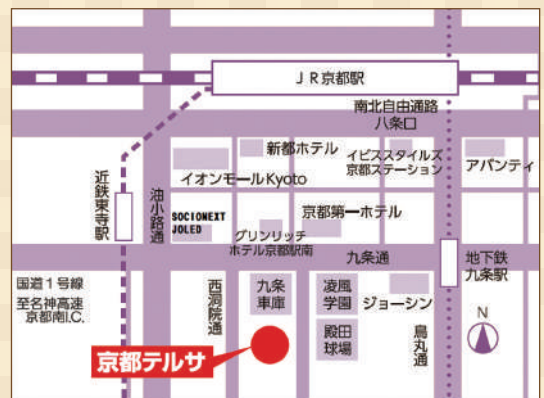 JR京都駅
南北自由通路
八条口
新都ホテル
イビススタイルズ
京都ステーション
アバンティ
イオンモールKyoto
近鉄東寺駅
油小路通
SOCIONEXT
JOLED
京都第一ホテル
グリンリッチ
ホテル京都駅南
九条通
地下鉄
九条駅
国道1号線
至名神高速
京都南I.C.
西洞院通
九条
車庫
凌風
学園
ジョーシン
殿田
球場
烏丸通
N
京都テルサ